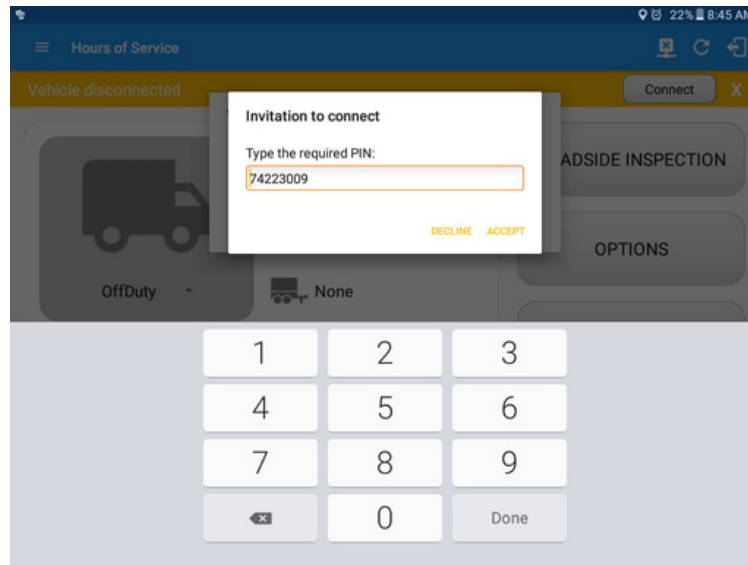 22% 8:45 AM
Hours of Service
Vehicle disconnected
Connect
X
Invitation to connect
Type the required PIN:
74223009
DECLINE ACCEPT
ADSIDE INSPECTION
OPTIONS
OffDuty
None
1 2 3
4 5 6
7 8 9
0 Done